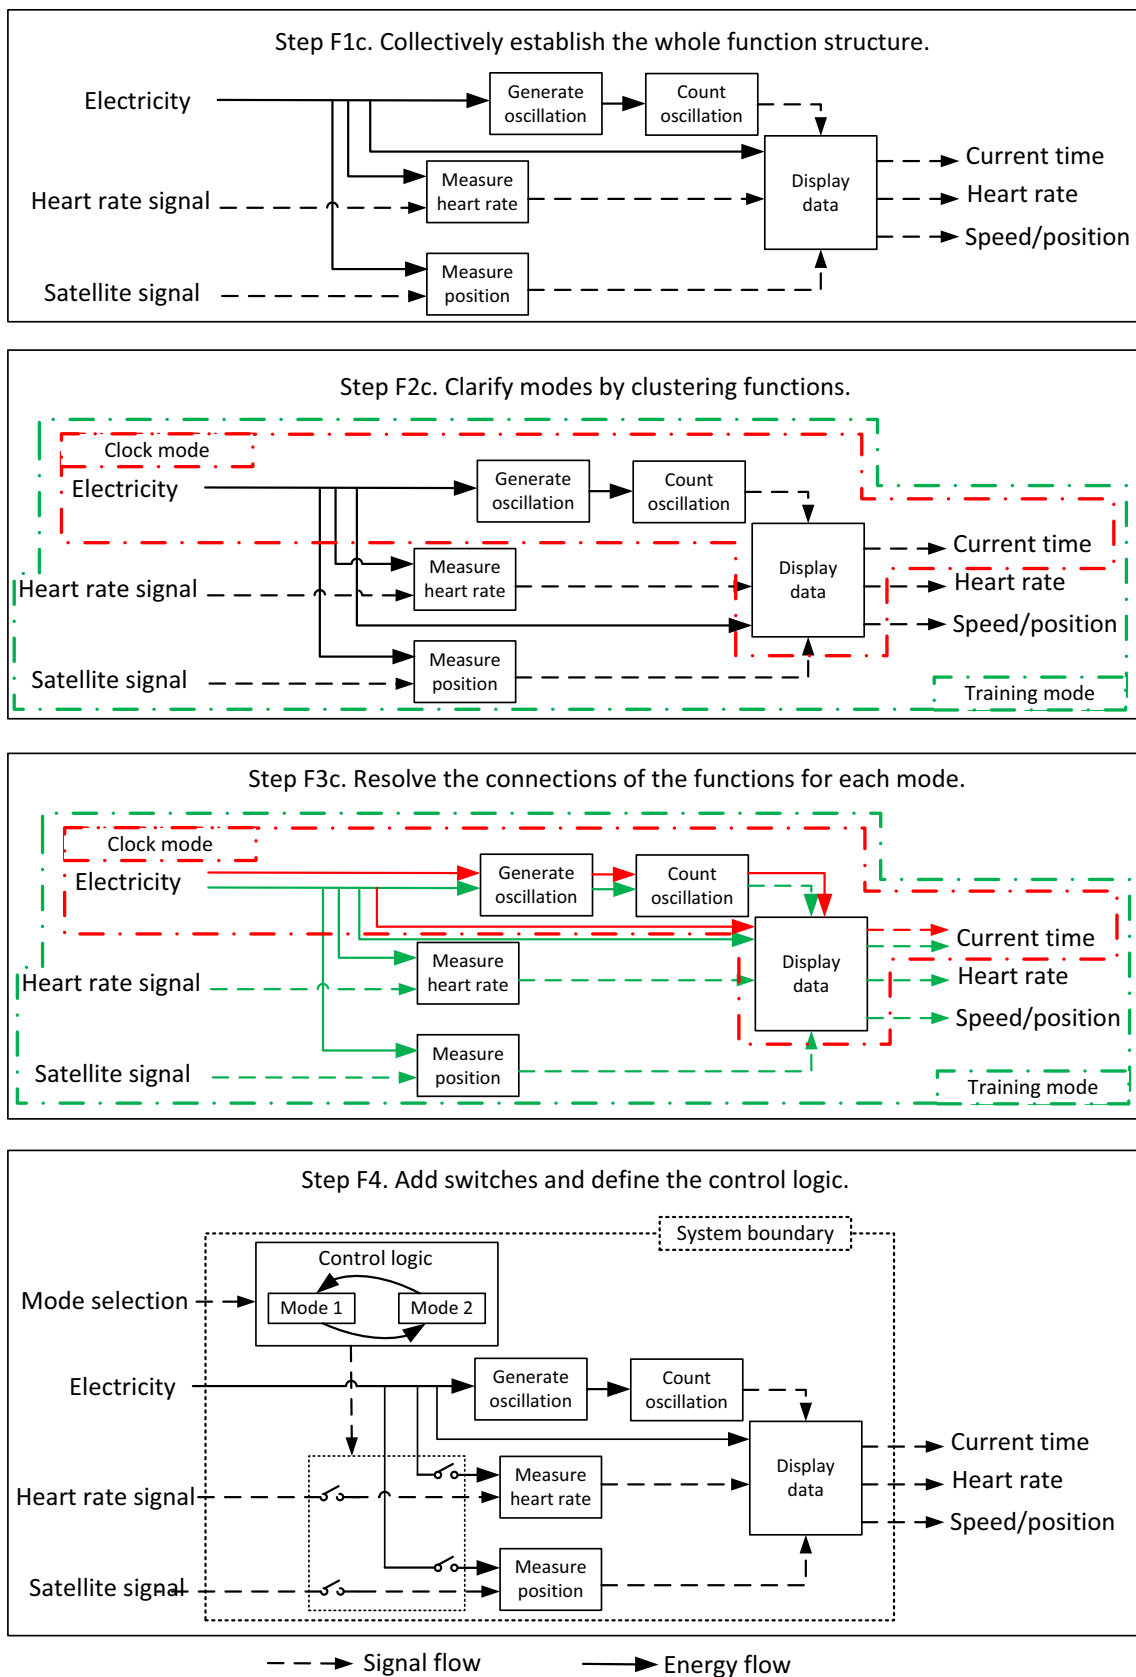 Step F1c. Collectively establish the whole function structure.
Electricity
Generate
oscillation
Count
oscillation
Heart rate signal
Measure
heart rate
Display
data
Current time
Heart rate
Speed/position
Satellite signal
Measure
position
Step F2c. Clarify modes by clustering functions.
Clock mode
Electricity
Generate
oscillation
Count
oscillation
Heart rate signal
Measure
heart rate
Display
data
Current time
Heart rate
Speed/position
Satellite signal
Measure
position
Training mode
Step F3c. Resolve the connections of the functions for each mode.
Clock mode
Electricity
Generate
oscillation
Count
oscillation
Heart rate signal
Measure
heart rate
Display
data
Current time
Heart rate
Speed/position
Satellite signal
Measure
position
Training mode
Step F4. Add switches and define the control logic.
System boundary
Control logic
Mode selection
Mode 1
Mode 2
Electricity
Generate
oscillation
Count
oscillation
Heart rate signal
Measure
heart rate
Display
data
Current time
Heart rate
Speed/position
Satellite signal
Measure
position
Signal flow
Energy flow